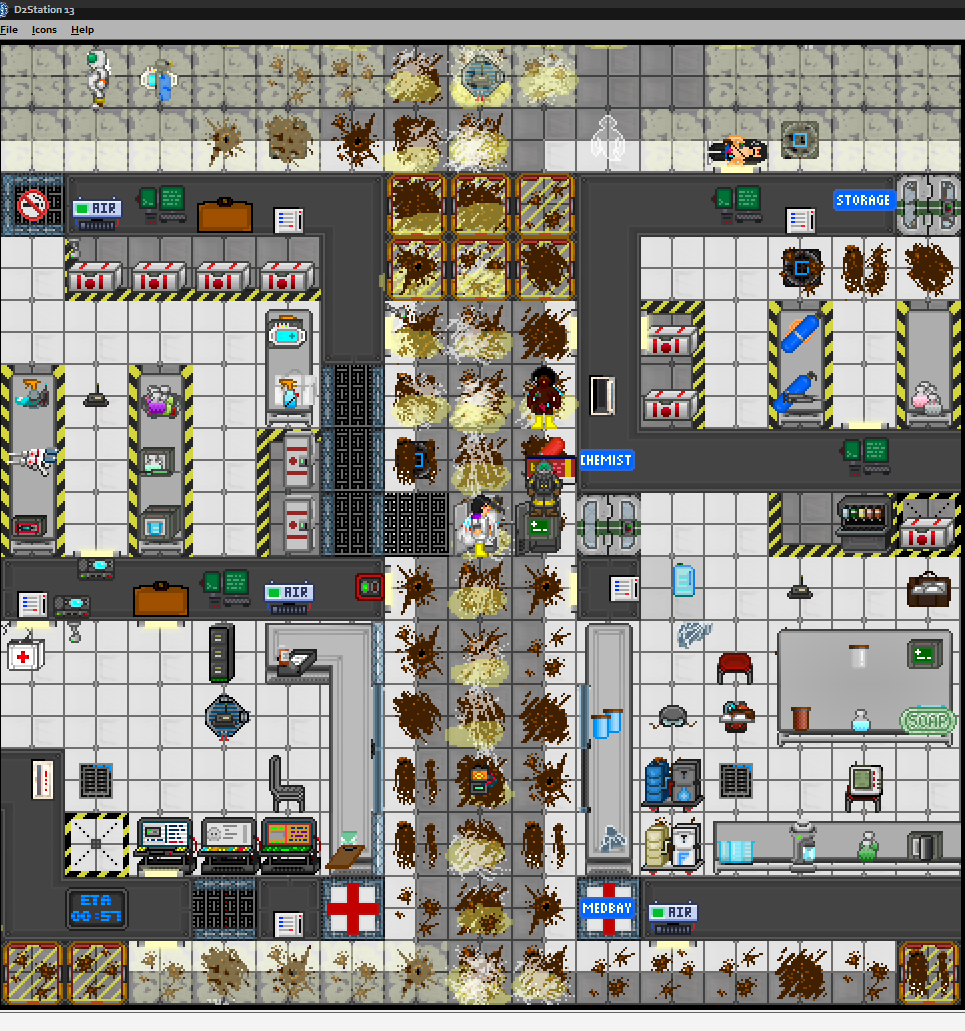 D2Station 13
File Icons Help
AIR
STORAGE
CHEMIST
AIR
SOAP
ETA
00:57
MEDBAY
AIR